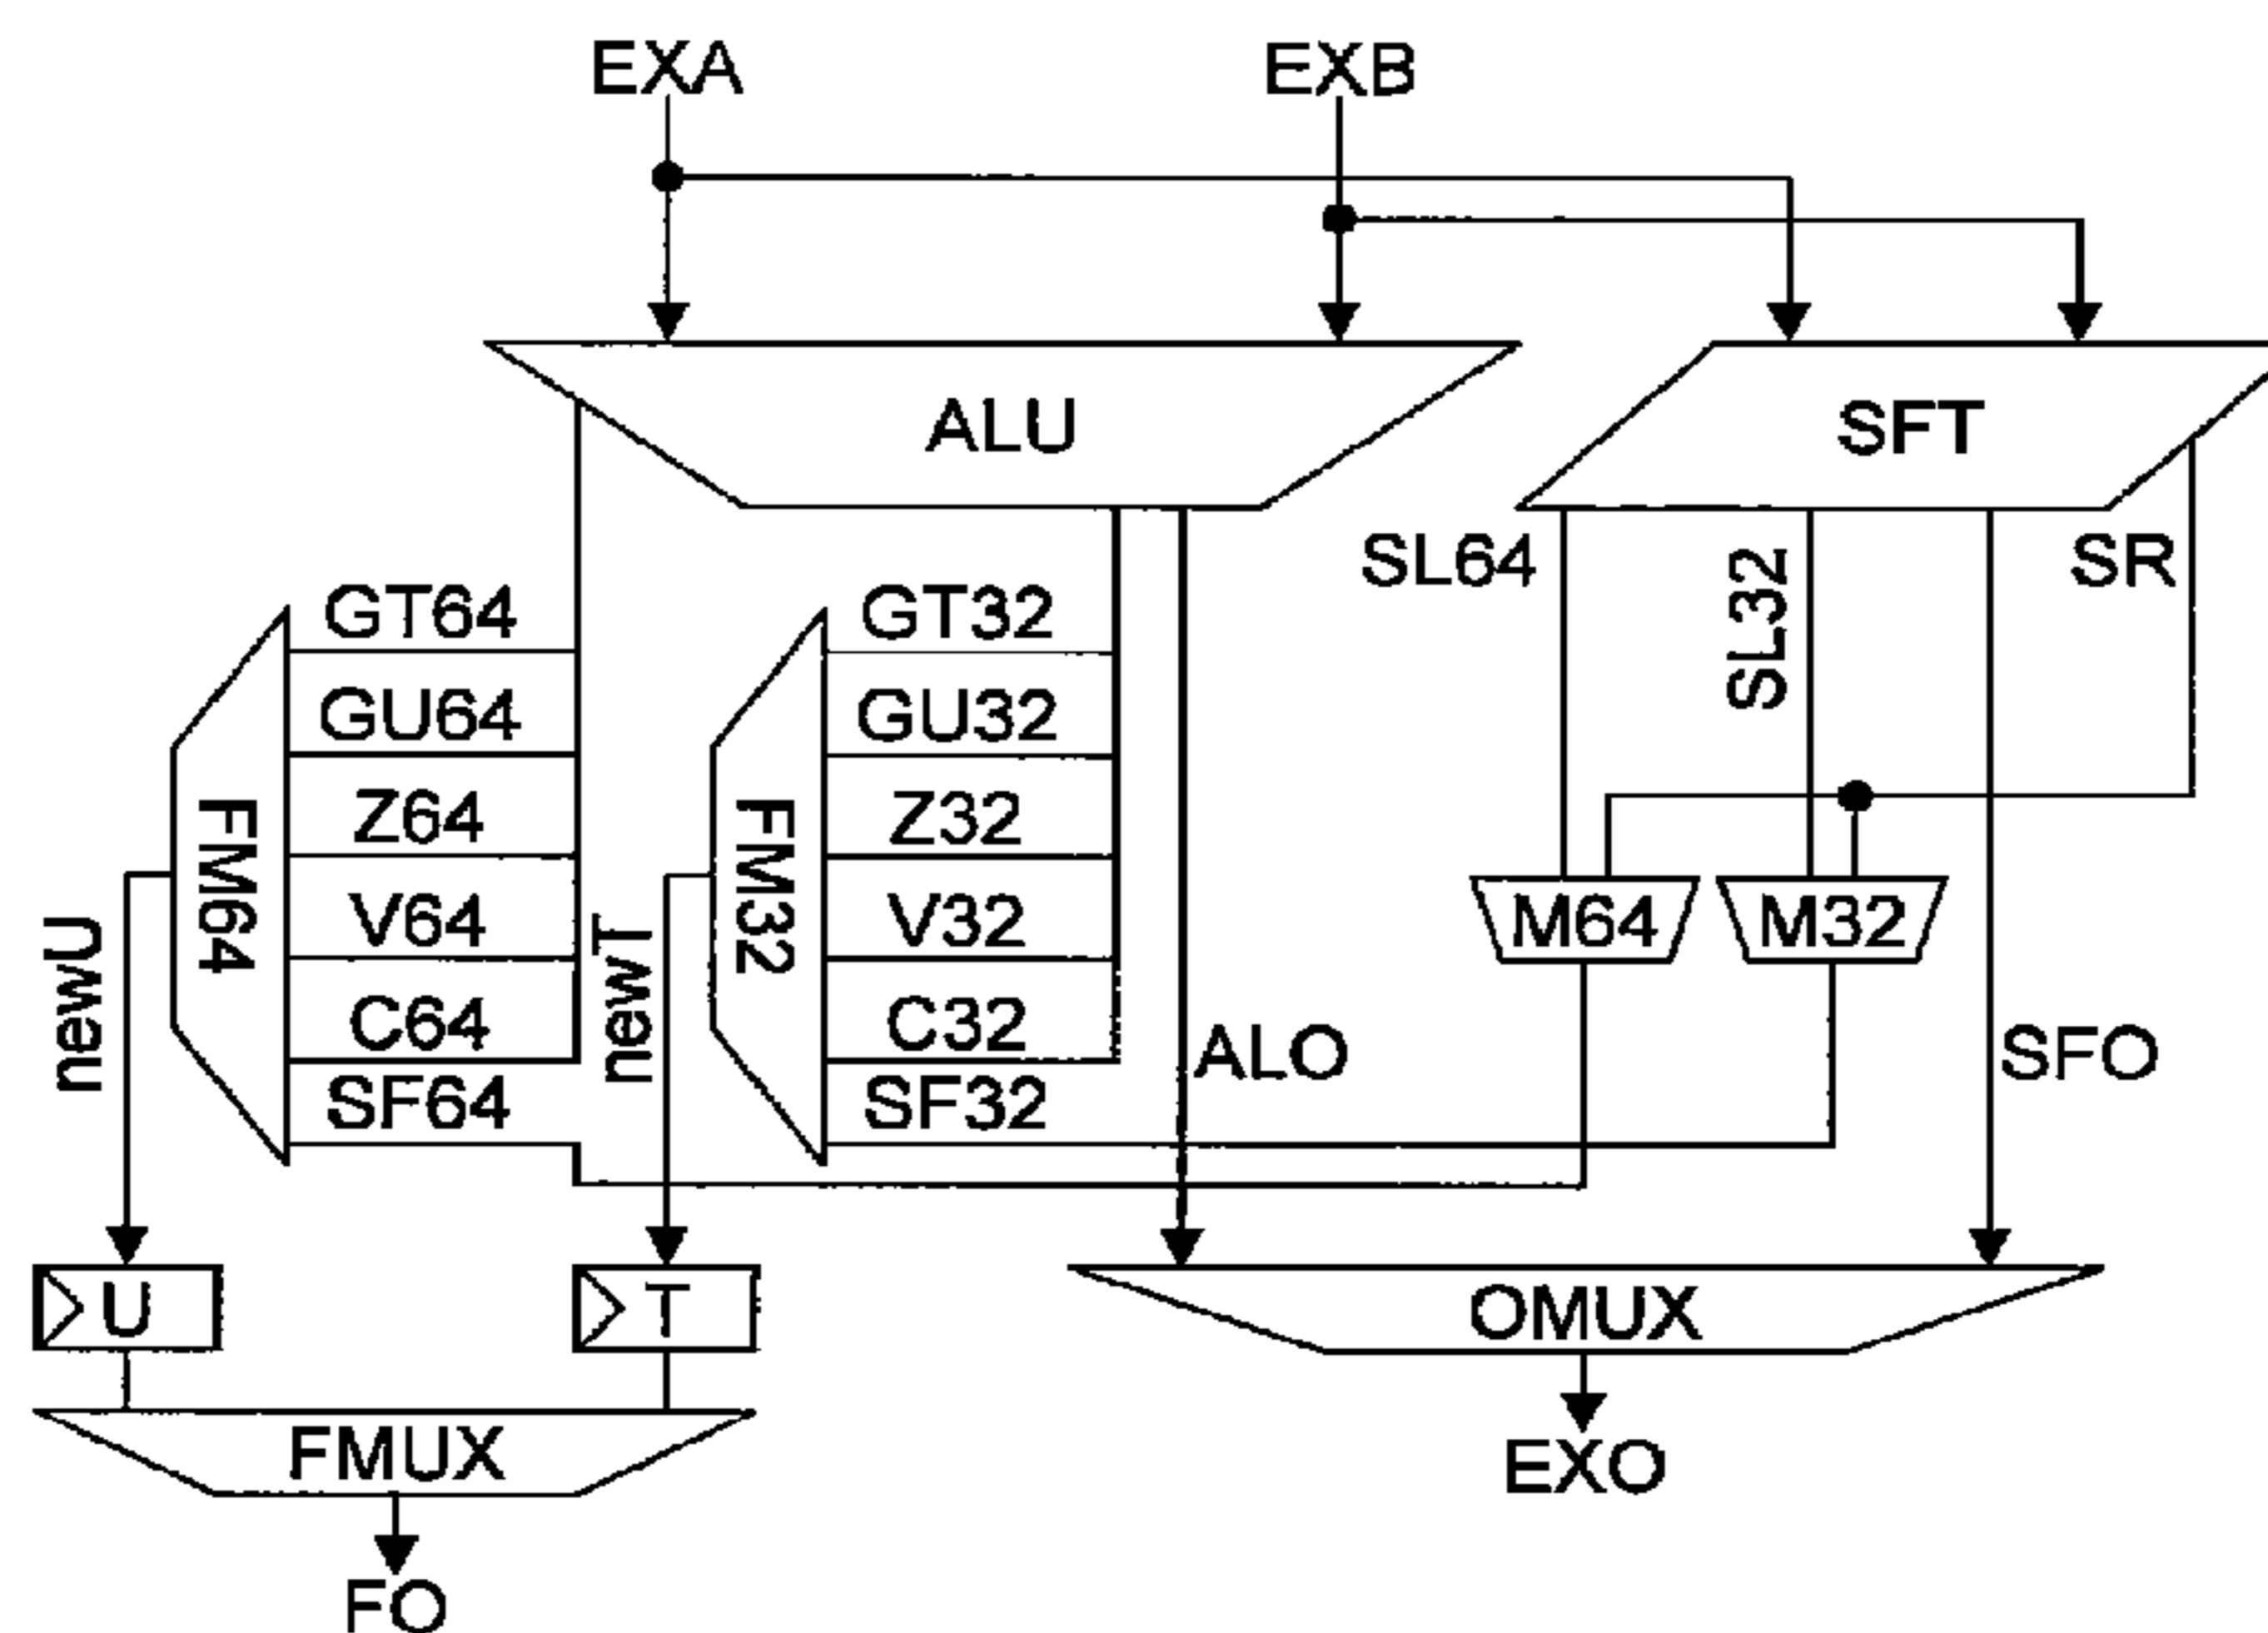 EXA
EXB
ALU
SFT
SL64
SL32
SR
GT64
GT32
GU64
GU32
Z64
Z32
FM64
FM32
V64
V32
M64
M32
newU
newT
C64
C32
ALO
SFO
SF64
SF32
U
T
OMUX
FMUX
EXO
FO